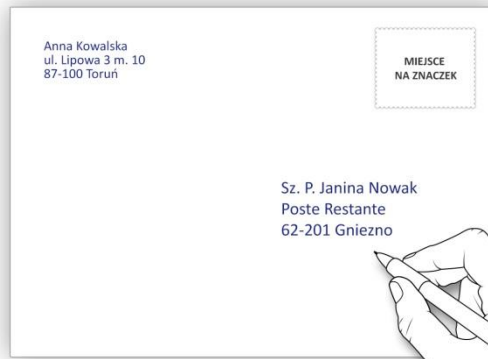 Anna Kowalska
ul. Lipowa 3 m. 10
87-100 Toruń
MIEJSCE
NA ZNACZEK
Sz. P. Janina Nowak
Poste Restante
62-201 Gniezno